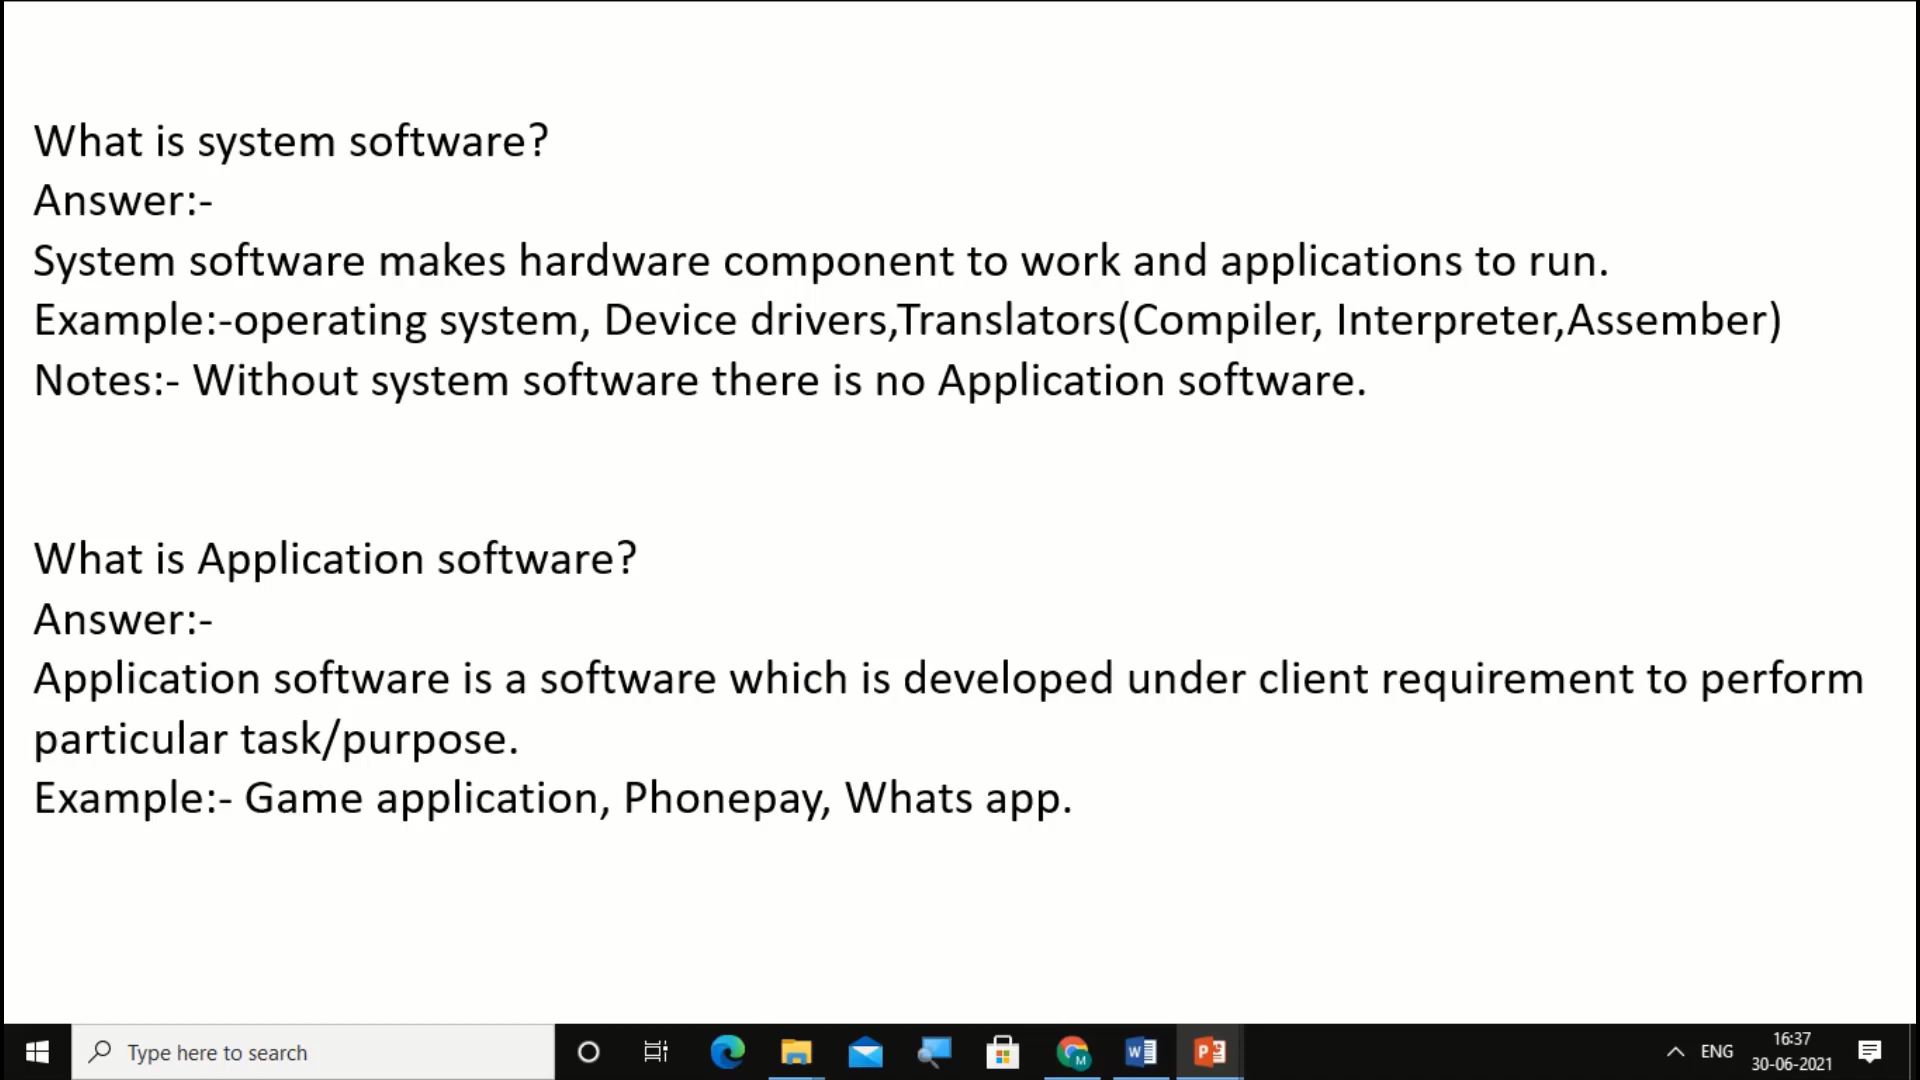 What is system software?
Answer:-
System software makes hardware component to work and applications to run.
Example:-operating system, Device drivers,Translators(Compiler, Interpreter,Assember)
Notes:- Without system software there is no Application software.
What is Application software?
Answer:-
Application software is a software which is developed under client requirement to perform
particular task/purpose.
Example:- Game application, Phonepay, Whats app.
Type here to search
M
W
P
ENG
16:37
30-06-2021